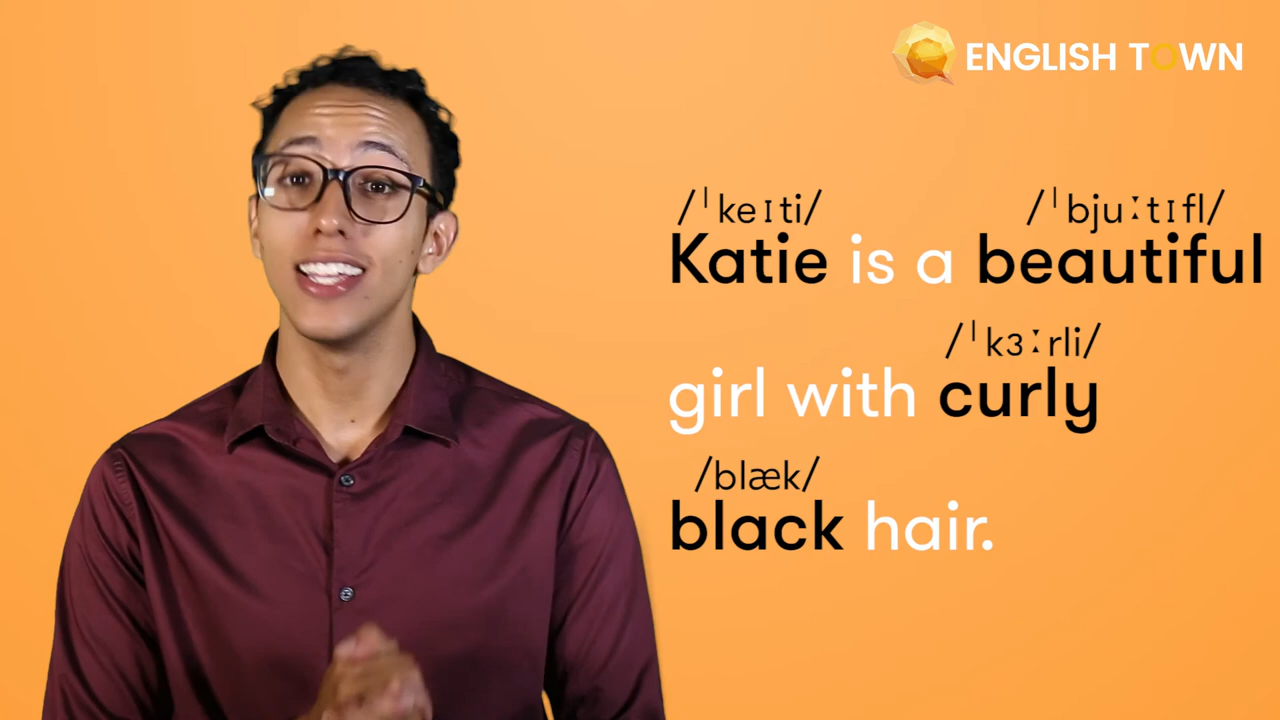 ENGLISH TOWN
/ˈkeɪti/ /ˈbjuːtɪfl/
Katie is a beautiful
/ˈkɜːrli/
girl with curly
/blæk/
black hair.